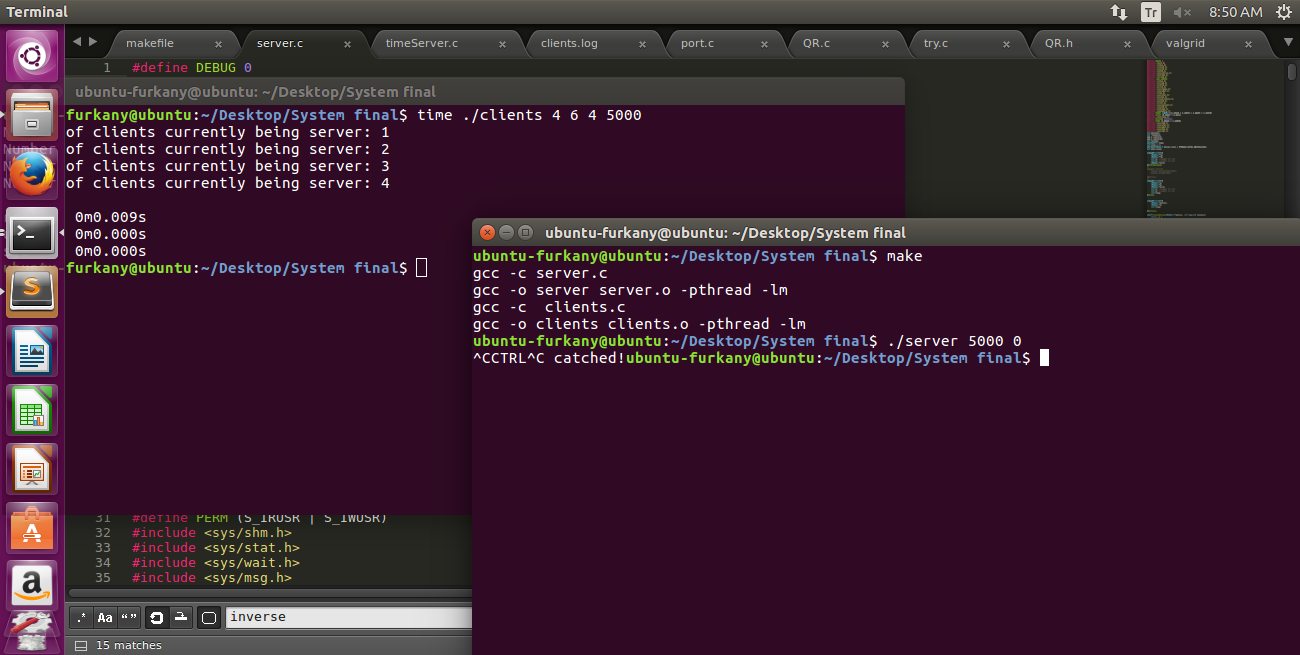 Terminal
Tr
8:50 AM
makefile
server.c
timeServer.c
clients.log
port.c
QR.c
try.c
QR.h
valgrid
1 #define DEBUG 0
ubuntu-furkany@ubuntu: ~/Desktop/System final
furkany@ubuntu:~/Desktop/System final$ time ./clients 4 6 4 5000
of clients currently being server: 1
of clients currently being server: 2
of clients currently being server: 3
of clients currently being server: 4
0m0.009s
0m0.000s
0m0.000s
furkany@ubuntu:~/Desktop/System final$
ubuntu-furkany@ubuntu: ~/Desktop/System final
ubuntu-furkany@ubuntu:~/Desktop/System final$ make
gcc -c server.c
gcc -o server server.o -pthread -lm
gcc -c  clients.c
gcc -o clients clients.o -pthread -lm
ubuntu-furkany@ubuntu:~/Desktop/System final$ ./server 5000 0
^CCTRL^C catched!ubuntu-furkany@ubuntu:~/Desktop/System final$
31 #define PERM (S_IRUSR | S_IWUSR)
32 #include <sys/shm.h>
33 #include <sys/stat.h>
34 #include <sys/wait.h>
35 #include <sys/msg.h>
.* Aa “ ” inverse
15 matches